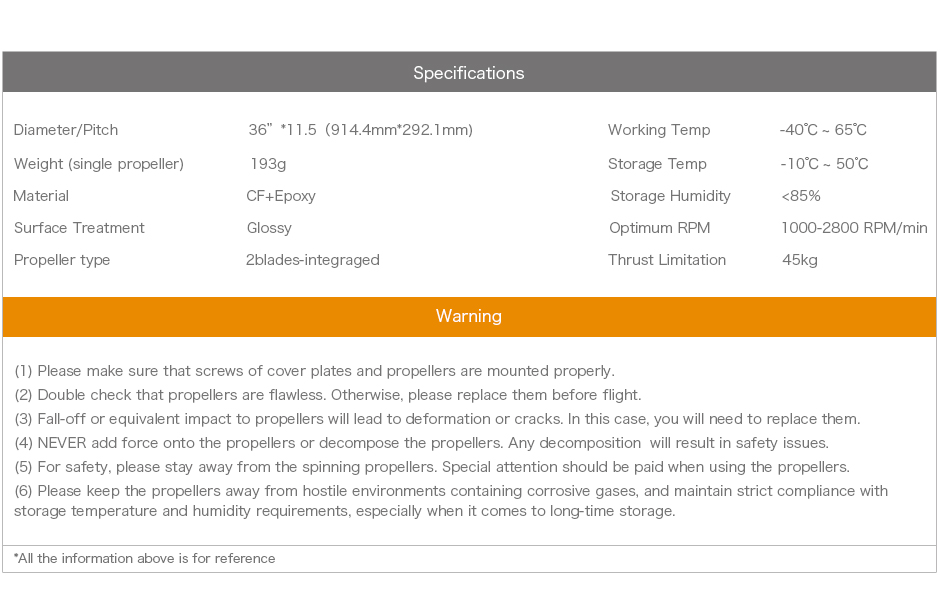 Specifications
Diameter/Pitch 36” *11.5 (914.4mm*292.1mm) Working Temp -40℃ ~ 65℃
Weight (single propeller) 193g Storage Temp -10℃ ~ 50℃
Material CF+Epoxy Storage Humidity <85%
Surface Treatment Glossy Optimum RPM 1000-2800 RPM/min
Propeller type 2blades-integraged Thrust Limitation 45kg
Warning
(1) Please make sure that screws of cover plates and propellers are mounted properly.
(2) Double check that propellers are flawless. Otherwise, please replace them before flight.
(3) Fall-off or equivalent impact to propellers will lead to deformation or cracks. In this case, you will need to replace them.
(4) NEVER add force onto the propellers or decompose the propellers. Any decomposition will result in safety issues.
(5) For safety, please stay away from the spinning propellers. Special attention should be paid when using the propellers.
(6) Please keep the propellers away from hostile environments containing corrosive gases, and maintain strict compliance with
storage temperature and humidity requirements, especially when it comes to long-time storage.
*All the information above is for reference